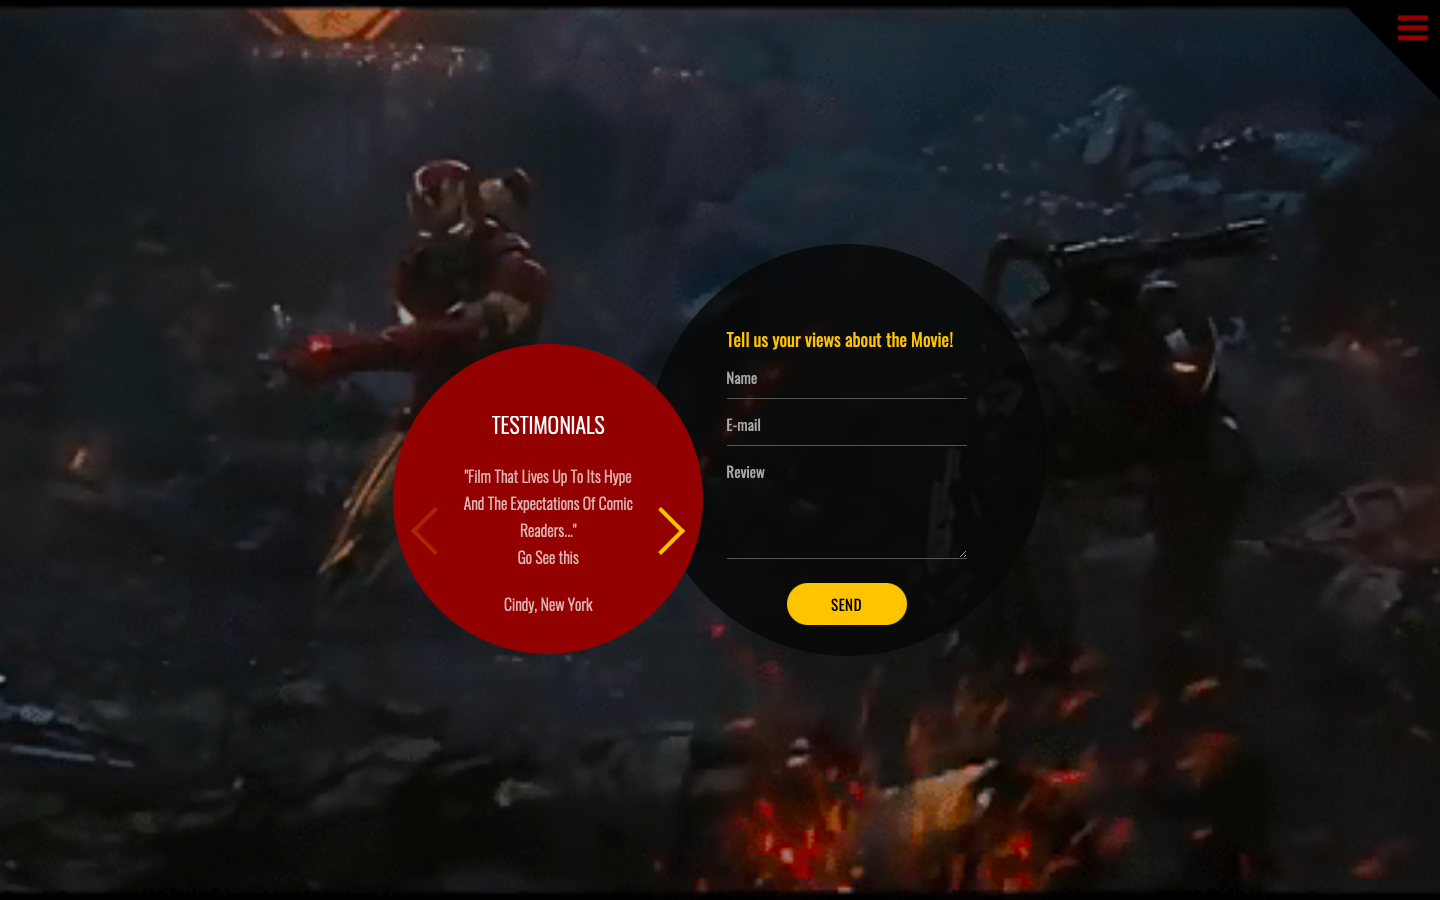 TESTIMONIALS
"Film That Lives Up To Its Hype
And The Expectations Of Comic
Readers..."
Go See this
Cindy, New York
Tell us your views about the Movie!
Name
E-mail
Review
SEND